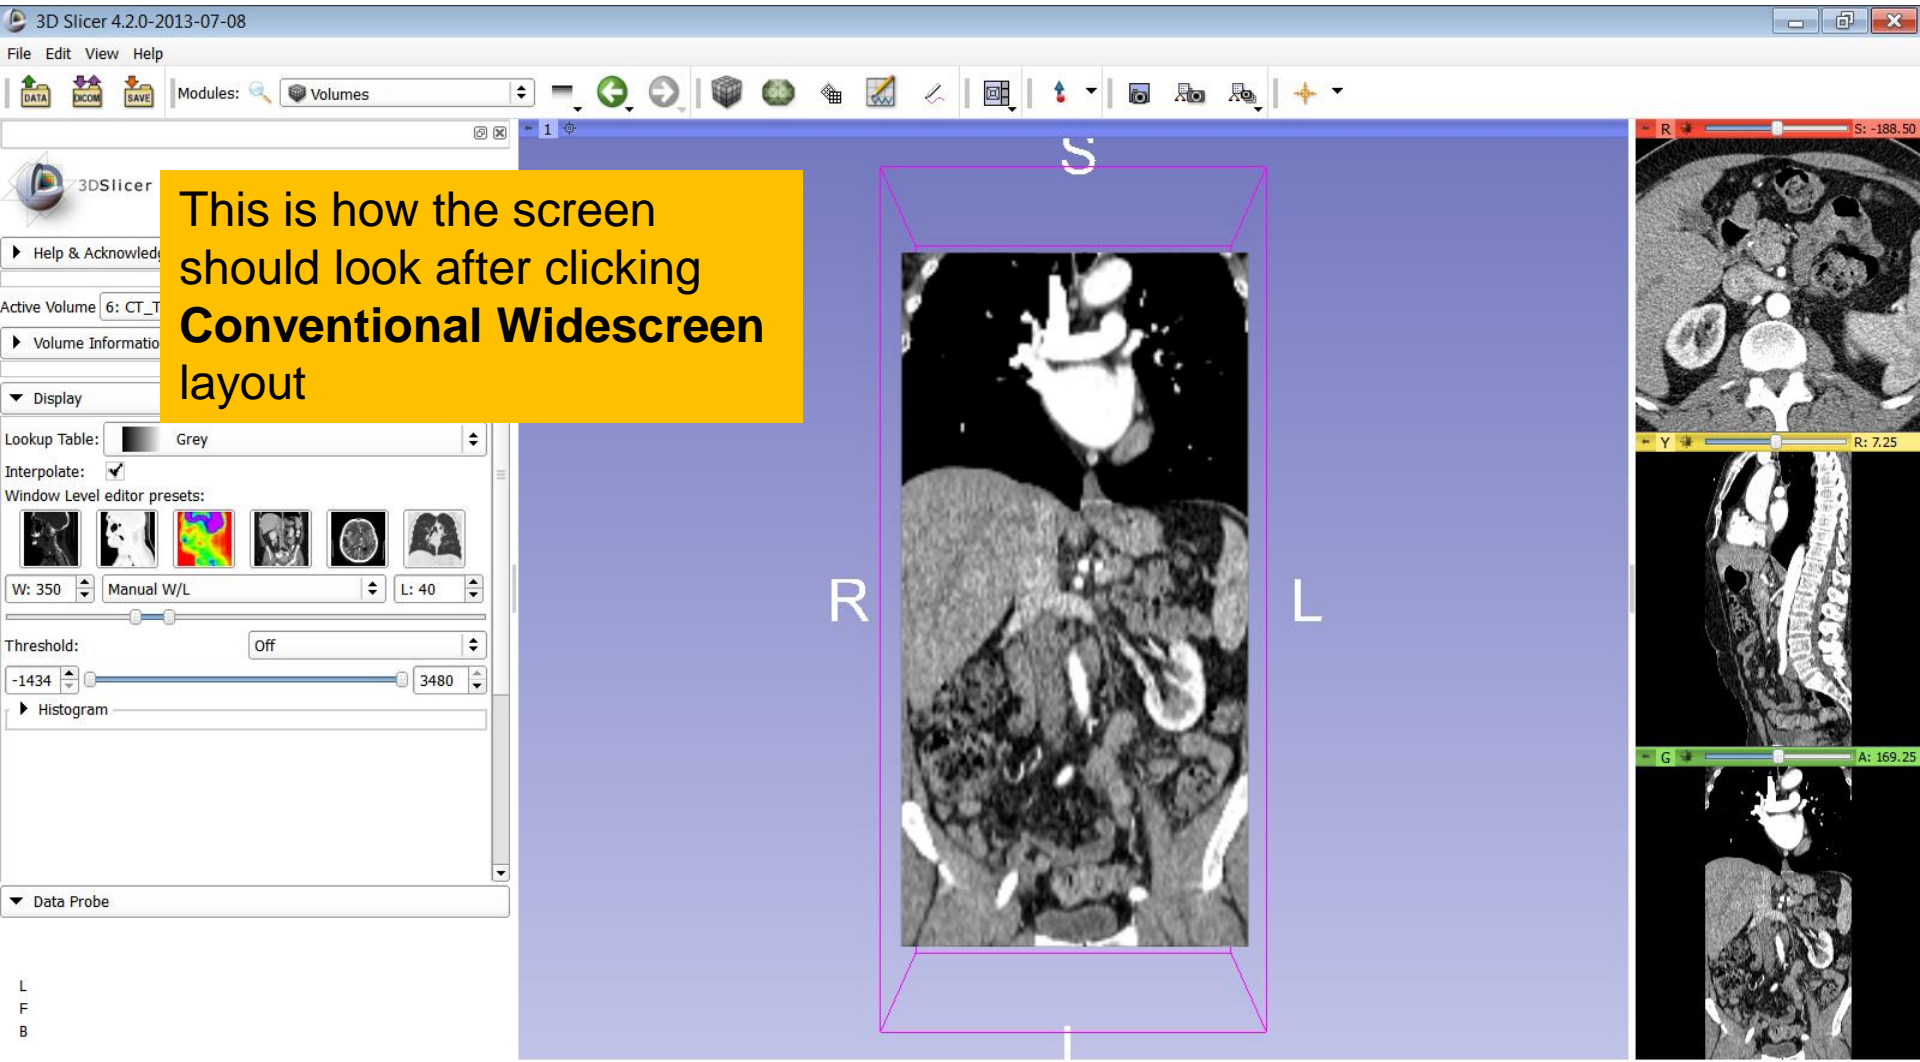 3D Slicer 4.2.0-2013-07-08
File Edit View Help
DATA DICOM SAVE Modules: Volumes
1
R S: -188.50
3DSlicer
This is how the screen
should look after clicking
Conventional Widescreen
layout
Help & Acknowled
Active Volume 6: CT_T
Volume Informatio
Display
Lookup Table: Grey
Interpolate:
Window Level editor presets:
W: 350 Manual W/L L: 40
Threshold: Off
-1434 3480
Histogram
Data Probe
L
F
B
S
R L
I
Y R: 7.25
G A: 169.25